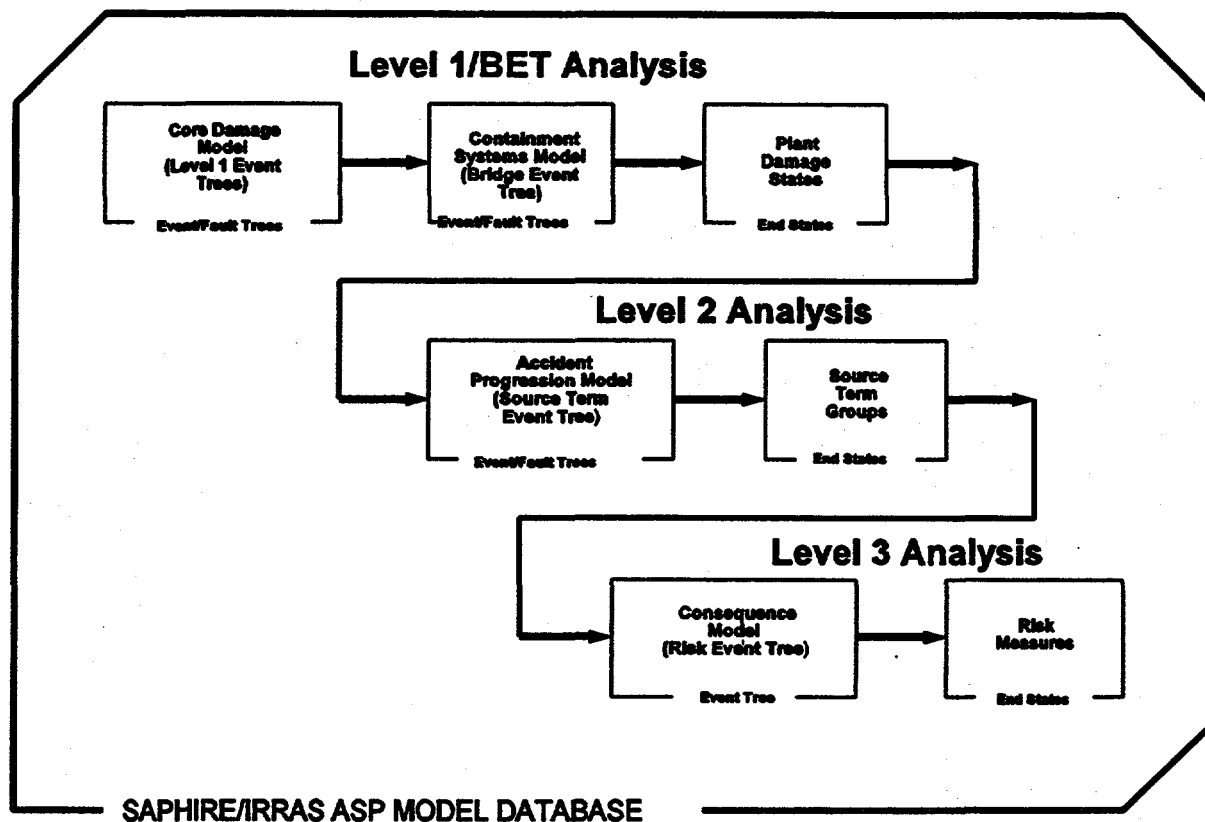 Level 1/BET Analysis
Core Damage
Model
(Level 1 Event
Trees)
Event/Fault Trees
Containment
Systems Model
(Bridge Event
Tree)
Event/Fault Trees
Plant
Damage
States
End States
Level 2 Analysis
Accident
Progression Model
(Source Term
Event Tree)
Event/Fault Trees
Source
Term
Groups
End States
Level 3 Analysis
Consequence
Model
(Risk Event Tree)
Event Tree
Risk
Measures
End States
SAPHIRE/IRRAS ASP MODEL DATABASE